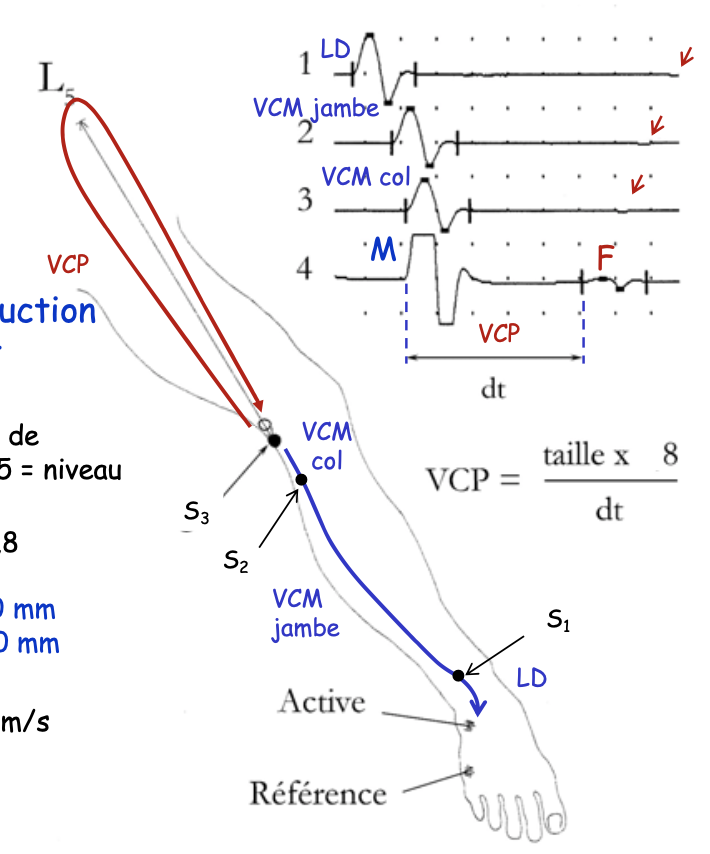 L5
1 LD
VCM jambe
2
VCM col
3
M
4
F
VCP
dt
VCP
uction
de
5 = niveau
8
0 mm
0 mm
m/s
VCM
col
VCP = taille x 8
dt
S3
S2
VCM
jambe
S1
LD
Active
Référence